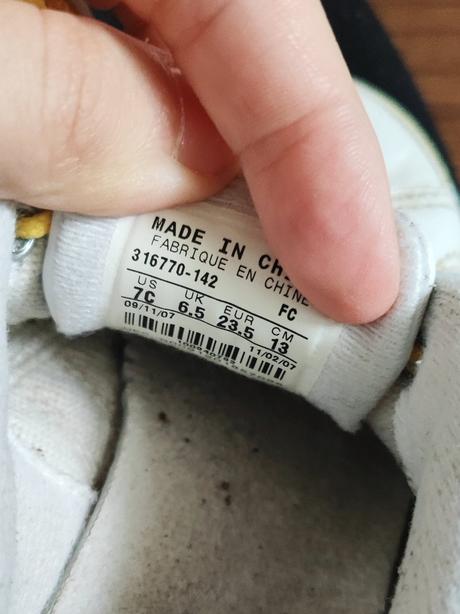 MADE IN
FABRIQUE EN CHINE
316770-142 FC
US UK EUR CM
7C 6.5 23.5 13
09/11/07 11/02/07